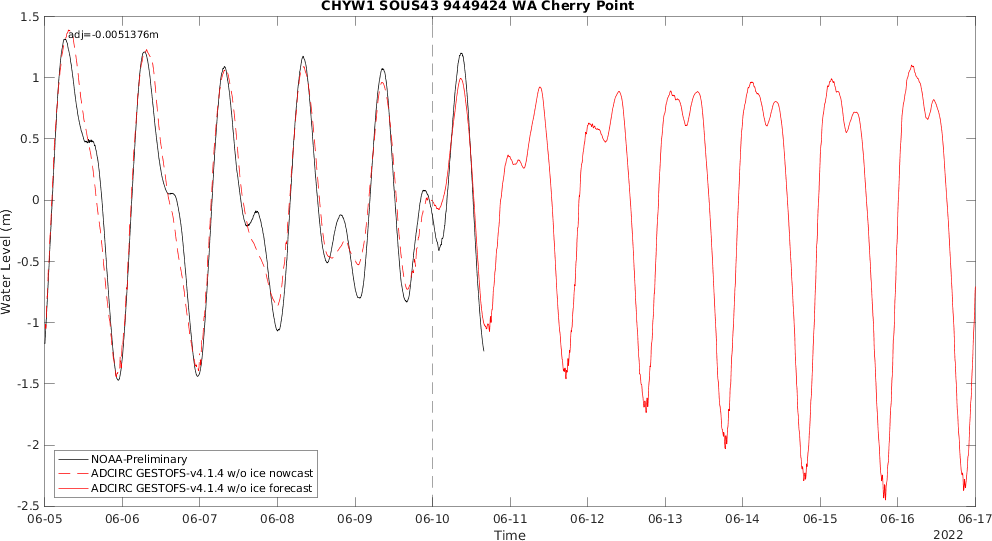 CHYW1 SOUS43 9449424 WA Cherry Point
adj=-0.0051376m
1.5
1
0.5
0
-0.5
-1
-1.5
-2
-2.5
Water Level (m)
NOAA-Preliminary
ADCIRC GESTOFS-v4.1.4 w/o ice nowcast
ADCIRC GESTOFS-v4.1.4 w/o ice forecast
06-05 06-06 06-07 06-08 06-09 06-10 06-11 06-12 06-13 06-14 06-15 06-16 06-17
Time
2022